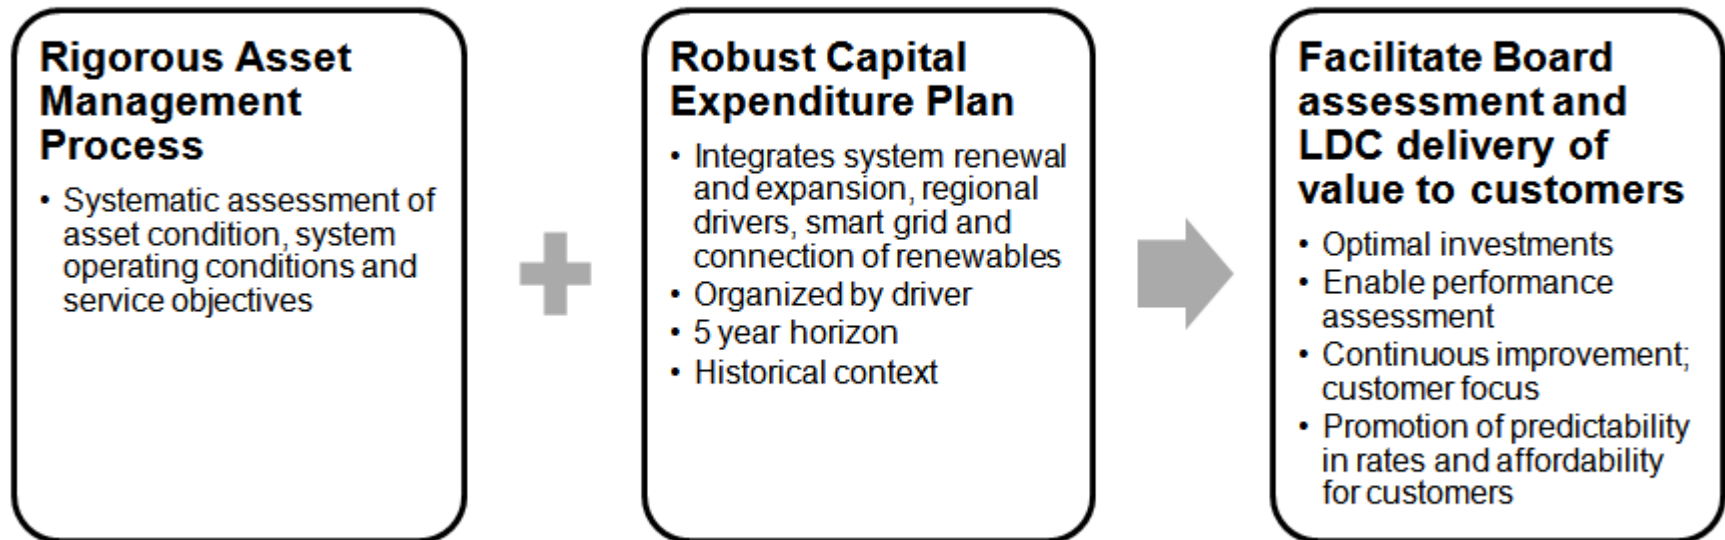 Rigorous Asset
Management
Process
• Systematic assessment of
asset condition, system
operating conditions and
service objectives
Robust Capital
Expenditure Plan
• Integrates system renewal
and expansion, regional
drivers, smart grid and
connection of renewables
• Organized by driver
• 5 year horizon
• Historical context
Facilitate Board
assessment and
LDC delivery of
value to customers
• Optimal investments
• Enable performance
assessment
• Continuous improvement;
customer focus
• Promotion of predictability
in rates and affordability
for customers